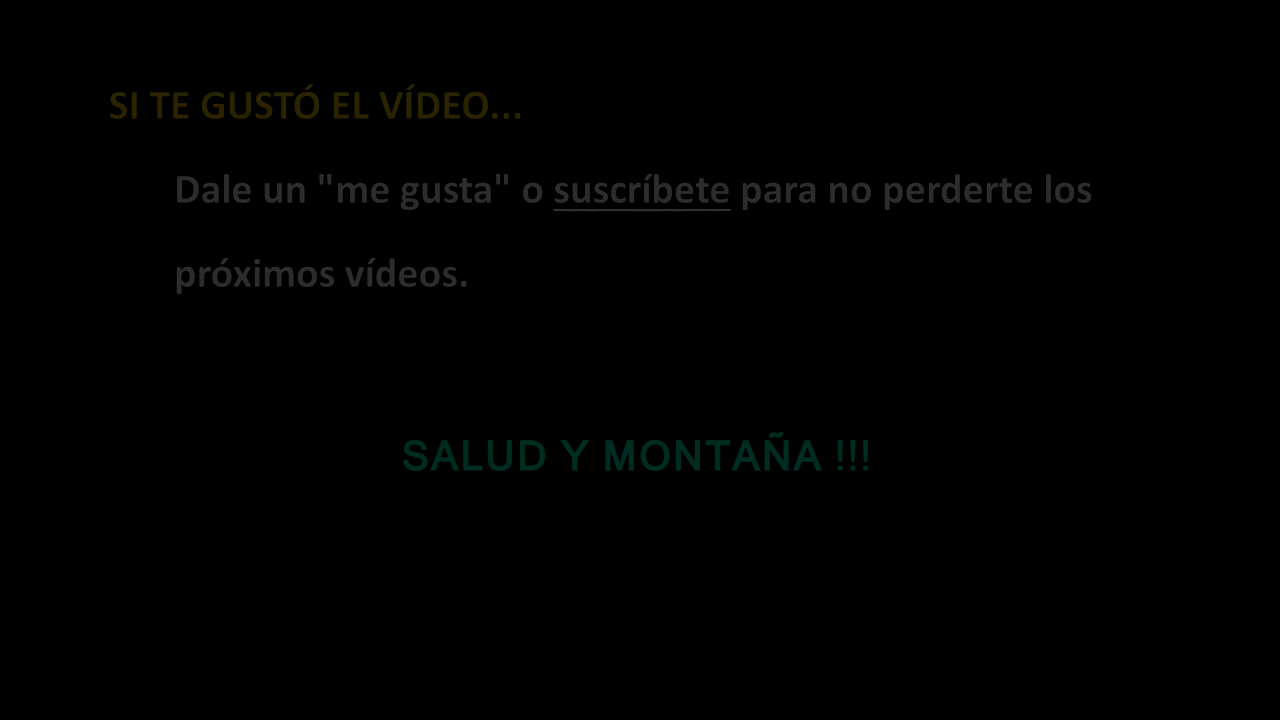 SI TE GUSTÓ EL VÍDEO...
Dale un "me gusta" o suscríbete para no perderte los
próximos vídeos.
SALUD Y MONTAÑA !!!